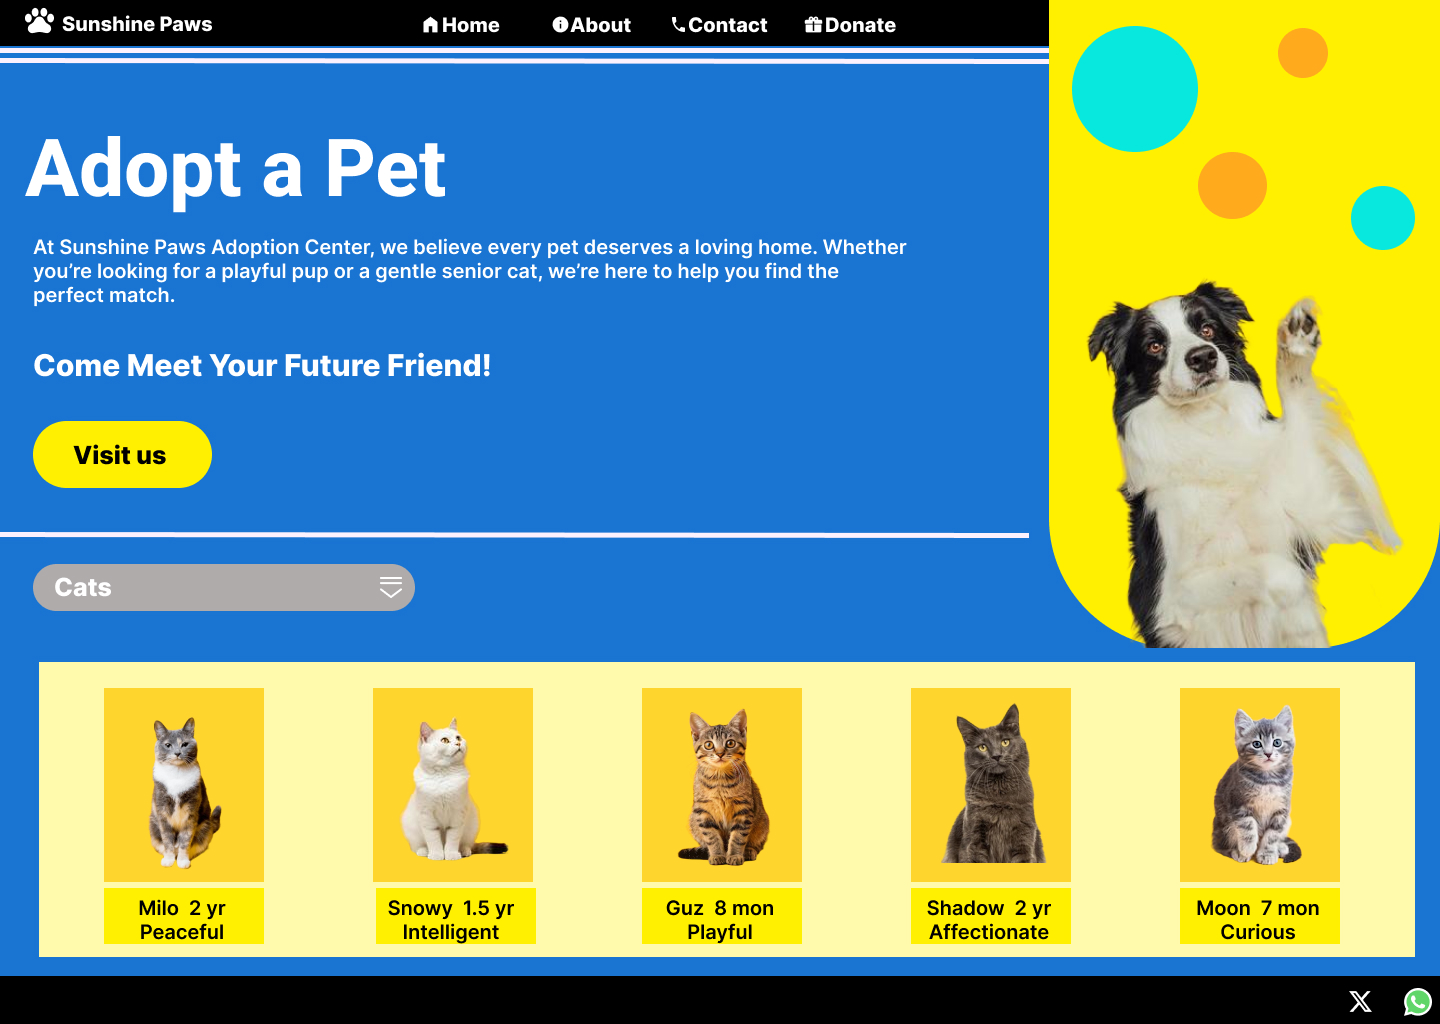 Sunshine Paws
Home
About
Contact
Donate
Adopt a Pet
At Sunshine Paws Adoption Center, we believe every pet deserves a loving home. Whether
you’re looking for a playful pup or a gentle senior cat, we’re here to help you find the
perfect match.
Come Meet Your Future Friend!
Visit us
Cats
Milo 2 yr
Peaceful
Snowy 1.5 yr
Intelligent
Guz 8 mon
Playful
Shadow 2 yr
Affectionate
Moon 7 mon
Curious